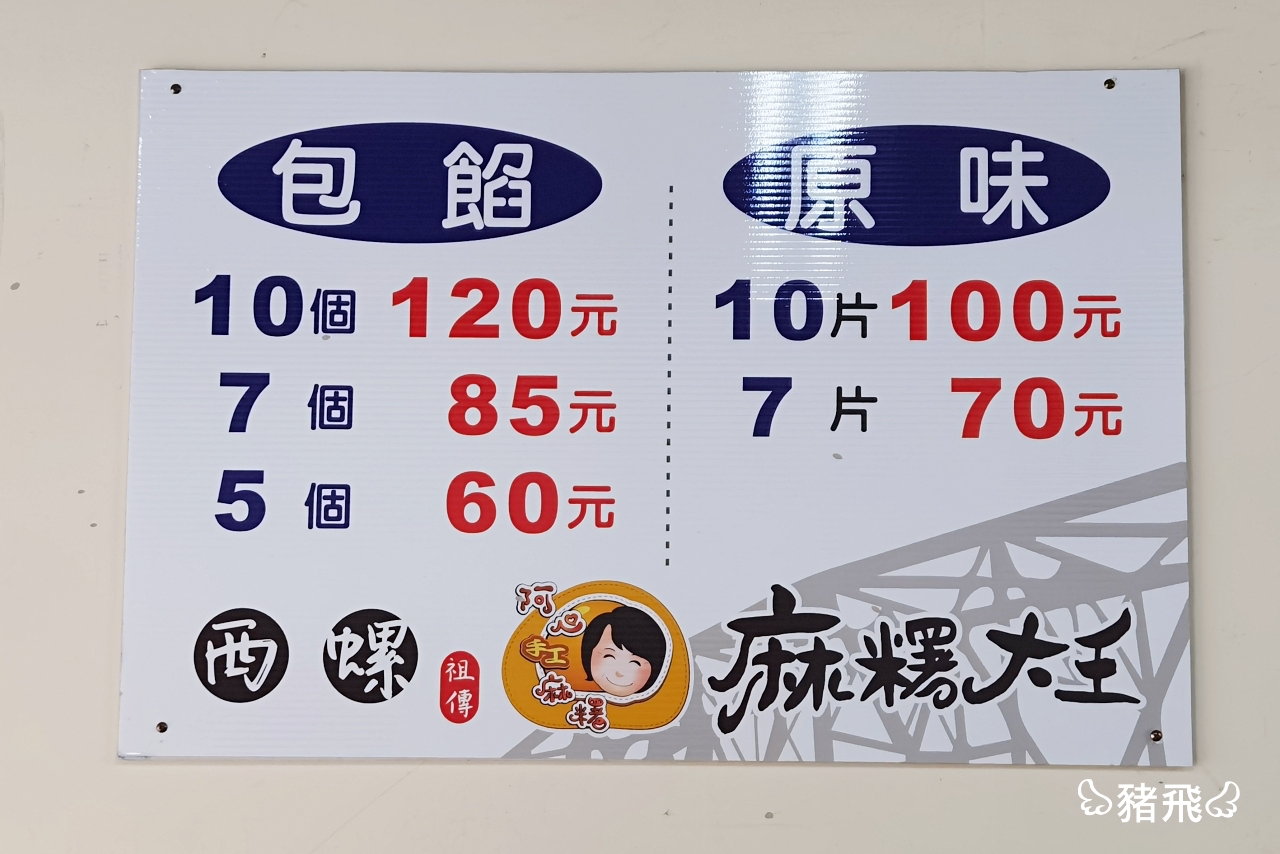 包餡
10個 120元
7個 85元
5個 60元
原味
10片 100元
7片 70元
西螺
祖傳
阿心
手工
麻糬
麻糬大王
豬飛